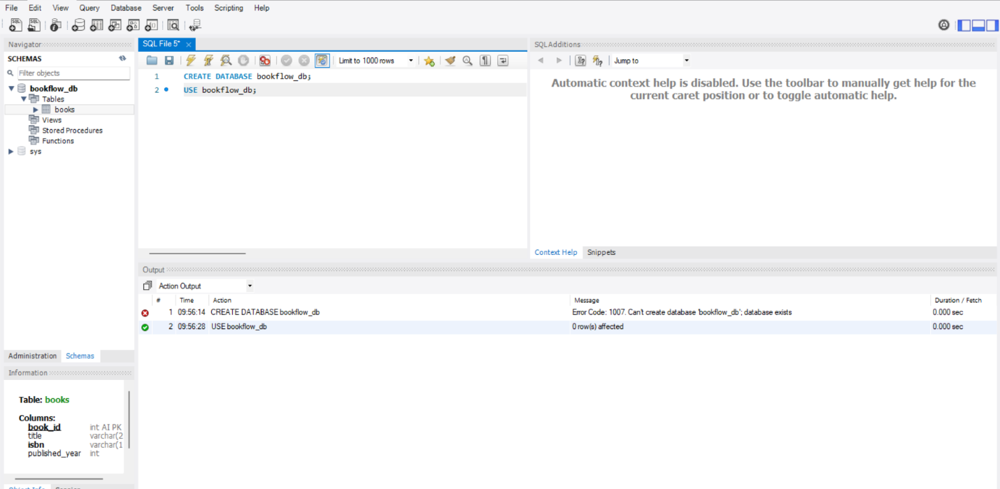 File Edit View Query Database Server Tools Scripting Help
Navigator
SCHEMAS
Filter objects
bookflow_db
Tables
books
Views
Stored Procedures
Functions
sys
Administration Schemas
Information
Table: books
Columns:
book_id int AI PK
title varchar(2
isbn varchar(1
published_year int
SQL File 5*
Limit to 1000 rows
1 CREATE DATABASE bookflow_db;
2 USE bookflow_db;
SQLAdditions
Jump to
Automatic context help is disabled. Use the toolbar to manually get help for the
current caret position or to toggle automatic help.
Context Help Snippets
Output
Action Output
# Time Action Message Duration / Fetch
1 09:56:14 CREATE DATABASE bookflow_db Error Code: 1007. Can't create database 'bookflow_db'; database exists 0.000 sec
2 09:56:28 USE bookflow_db 0 row(s) affected 0.000 sec